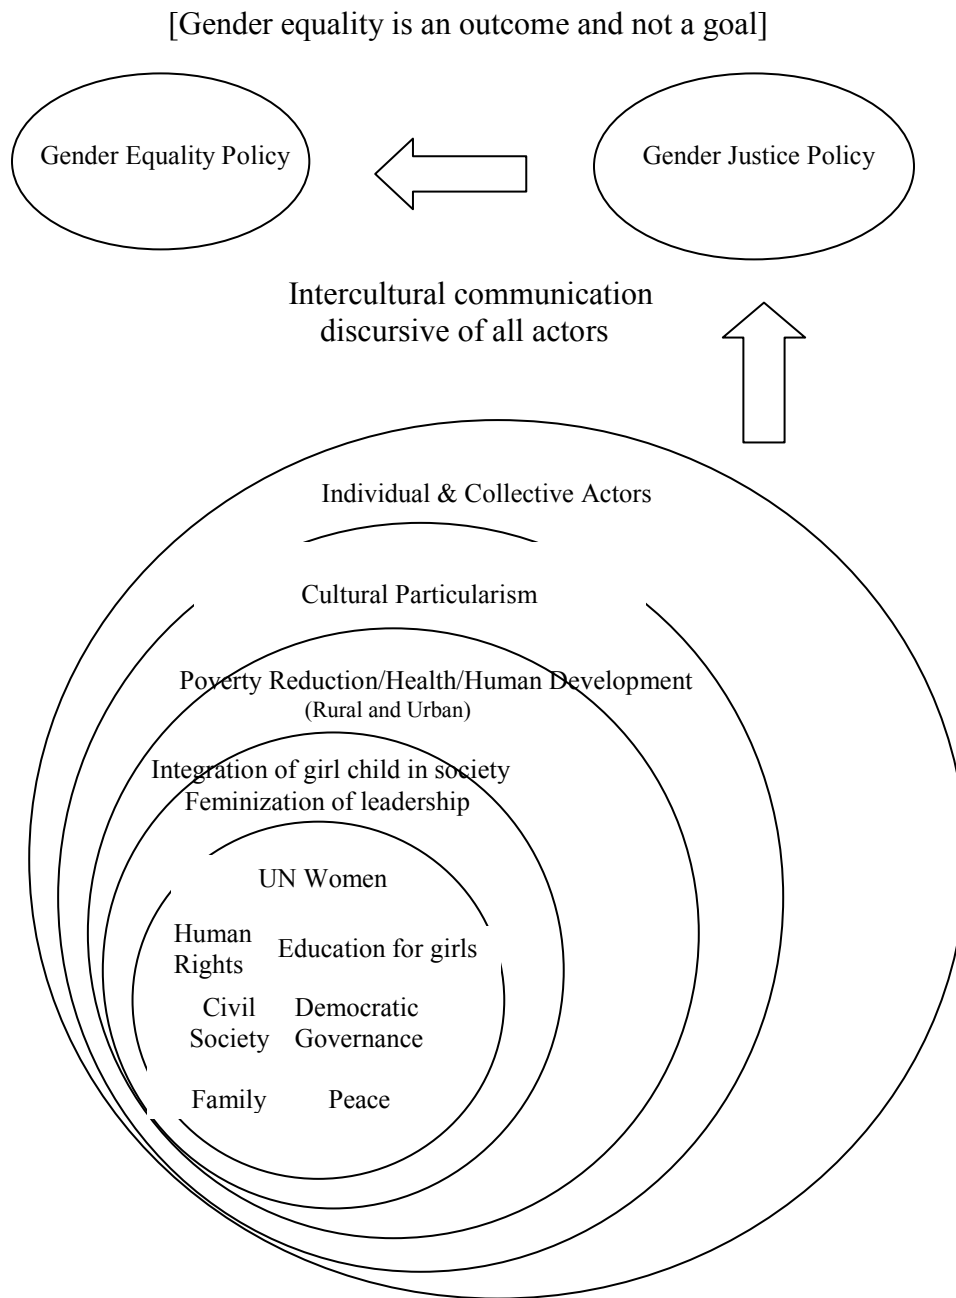 [Gender equality is an outcome and not a goal]
Gender Equality Policy
Gender Justice Policy
Intercultural communication
discursive of all actors
Individual & Collective Actors
Cultural Particularism
Poverty Reduction/Health/Human Development
(Rural and Urban)
Integration of girl child in society
Feminization of leadership
UN Women
Human
Rights
Education for girls
Civil
Society
Democratic
Governance
Family
Peace